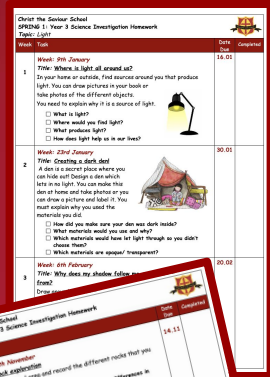 Christ the Saviour School
SPRING 1: Year 3 Science Investigation Homework
Topic: Light
Week Task Date Due Completed
1
Week: 9th January
16.01
Title: Where is light all around us?
In your home or outside, find sources around you that produce
light. You can draw pictures in your book or
take photos of the different objects.
You need to explain why it is a source of light.
What is light?
Where would you find light?
What produces light?
How does light help us in our lives?
2
Week: 23rd January
30.01
Title: Creating a dark den!
A den is a secret place where you
can hide out! Design a den which
lets in no light. You can make this
den at home and take photos or you
can draw a picture and label it. You
must explain why you used the
materials you did.
How did you make sure your den was dark inside?
What materials would you use and why?
Which materials would have let light through so you didn't
choose them?
Which materials are opaque/ transparent?
3
Week: 6th February
20.02
Title: Why does my shadow follow me
from?
Draw
School
3 Science Investigation Homework
Date Due Completed
14.11
November
rock exploration
and record the different rocks that you
differences in